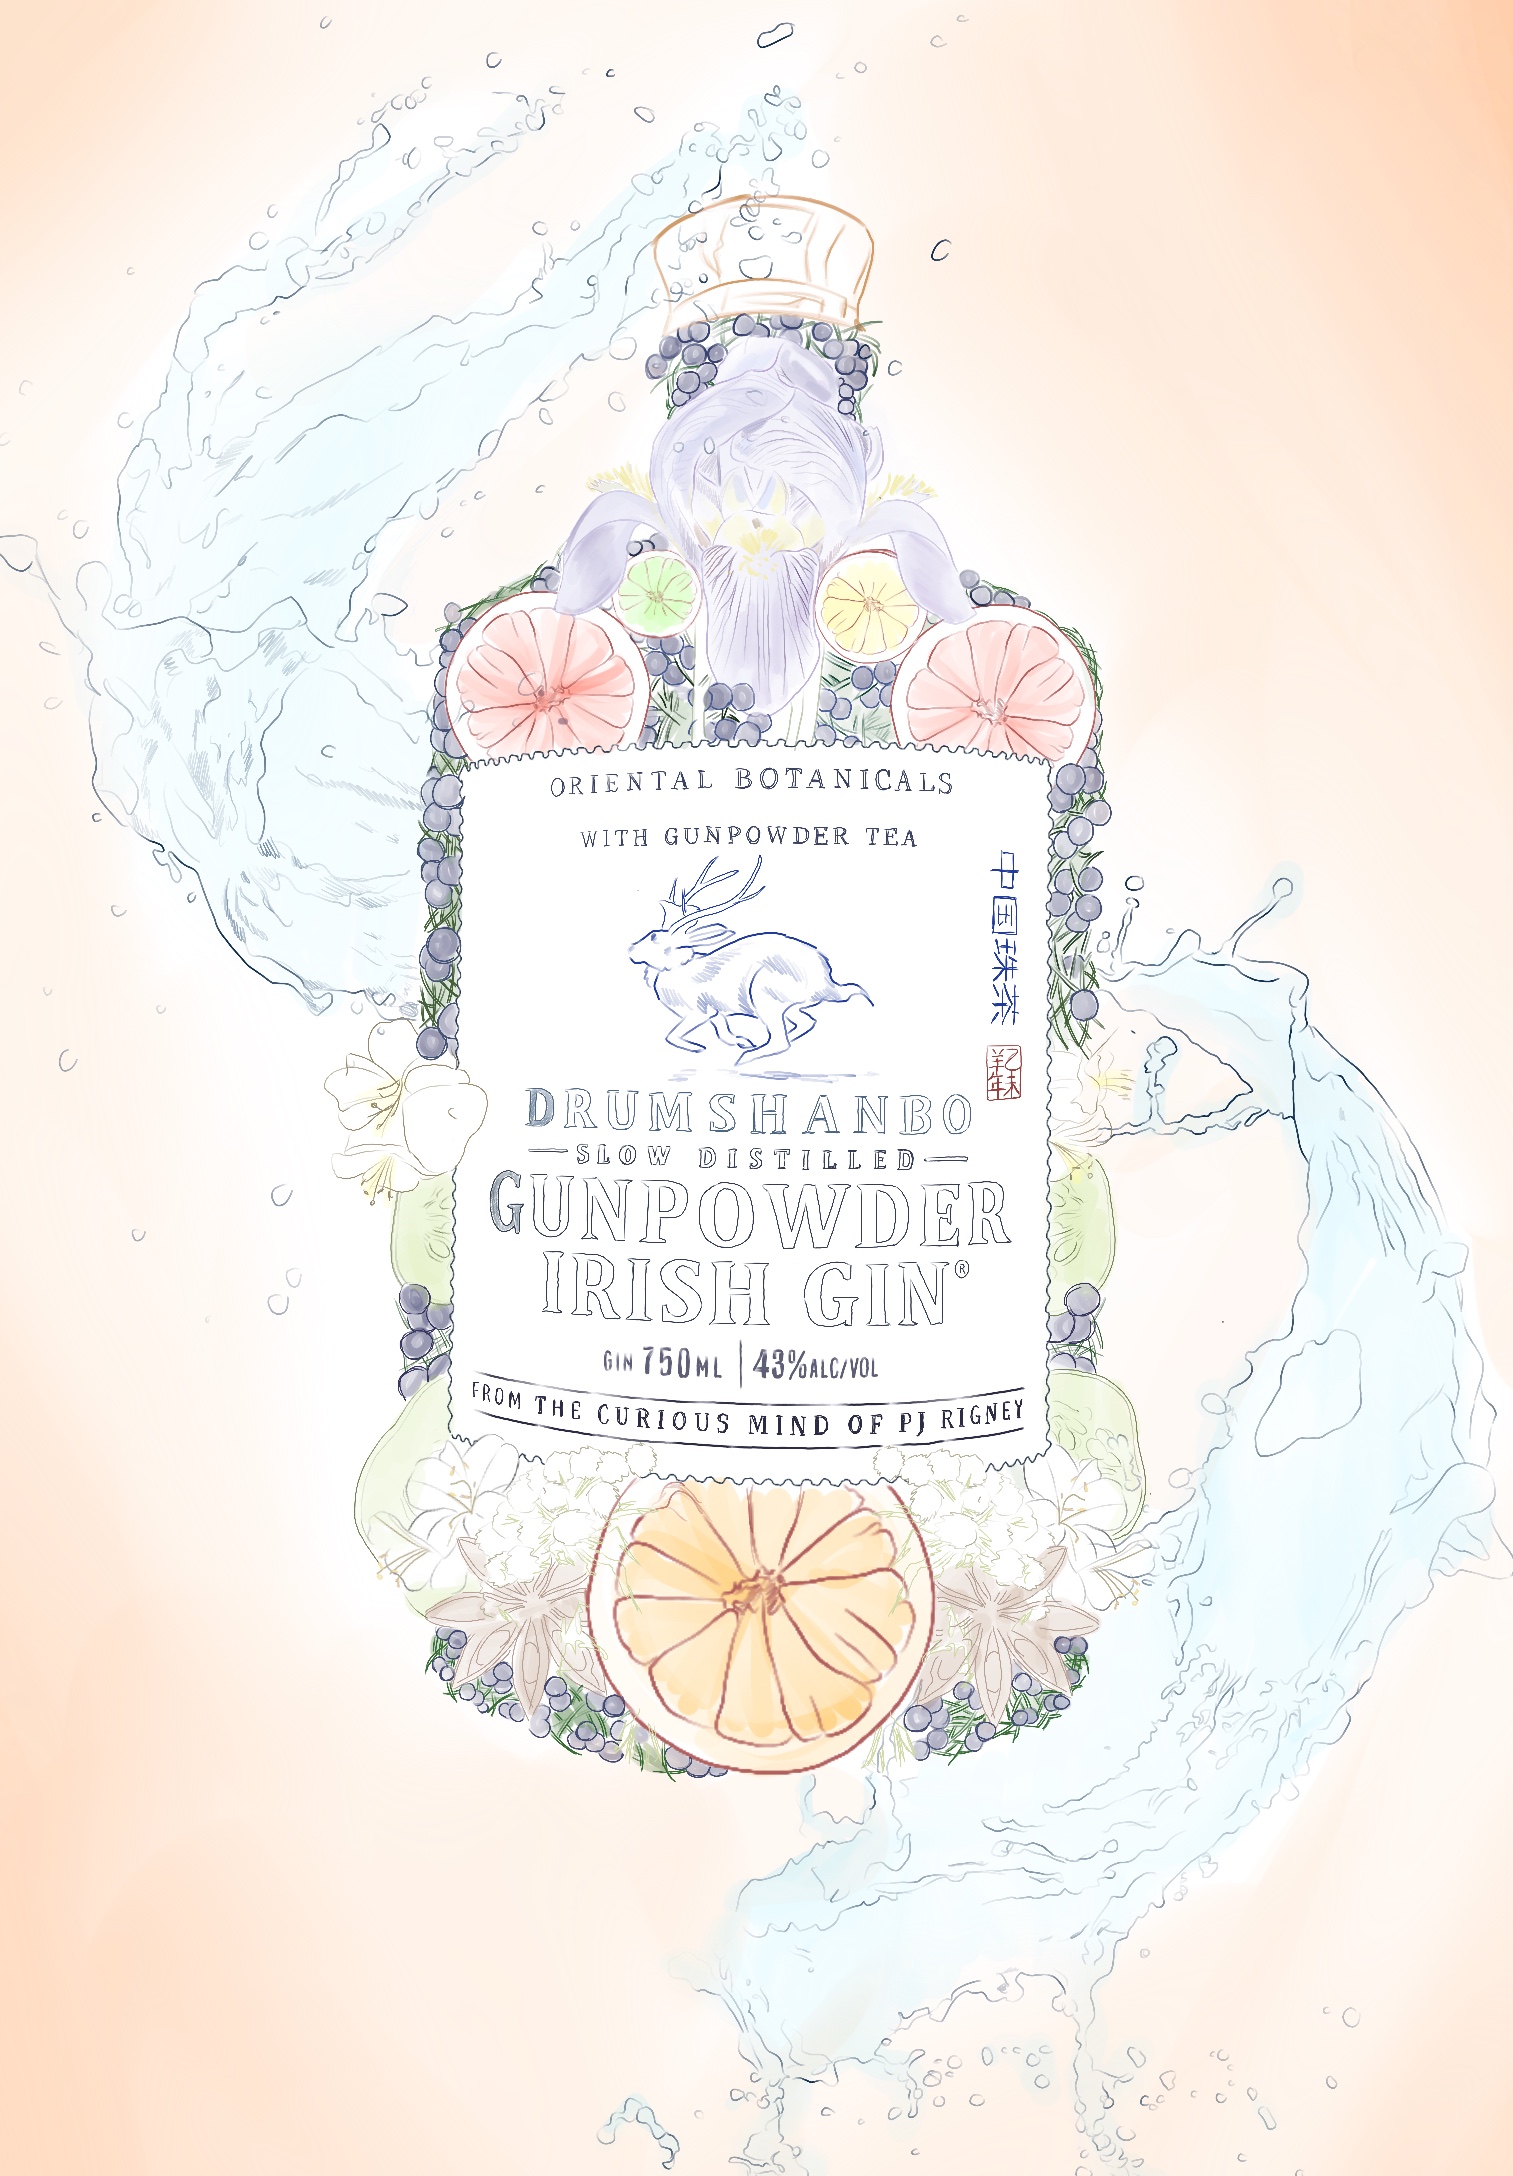 ORIENTAL BOTANICALS
WITH GUNPOWDER TEA
中国珠茶
DRUMSHANBO
SLOW DISTILLED
GUNPOWDER
IRISH GIN®
GIN 750ML | 43%ALC/VOL
FROM THE CURIOUS MIND OF PJ RIGNEY